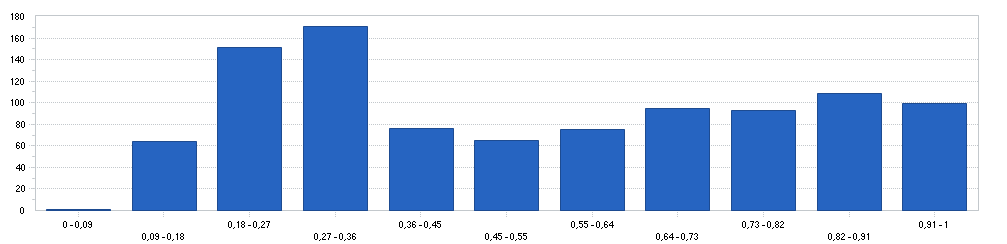 180
160
140
120
100
80
60
40
20
0
0 - 0,09
0,18 - 0,27
0,36 - 0,45
0,55 - 0,64
0,73 - 0,82
0,91 - 1
0,09 - 0,18
0,27 - 0,36
0,45 - 0,55
0,64 - 0,73
0,82 - 0,91